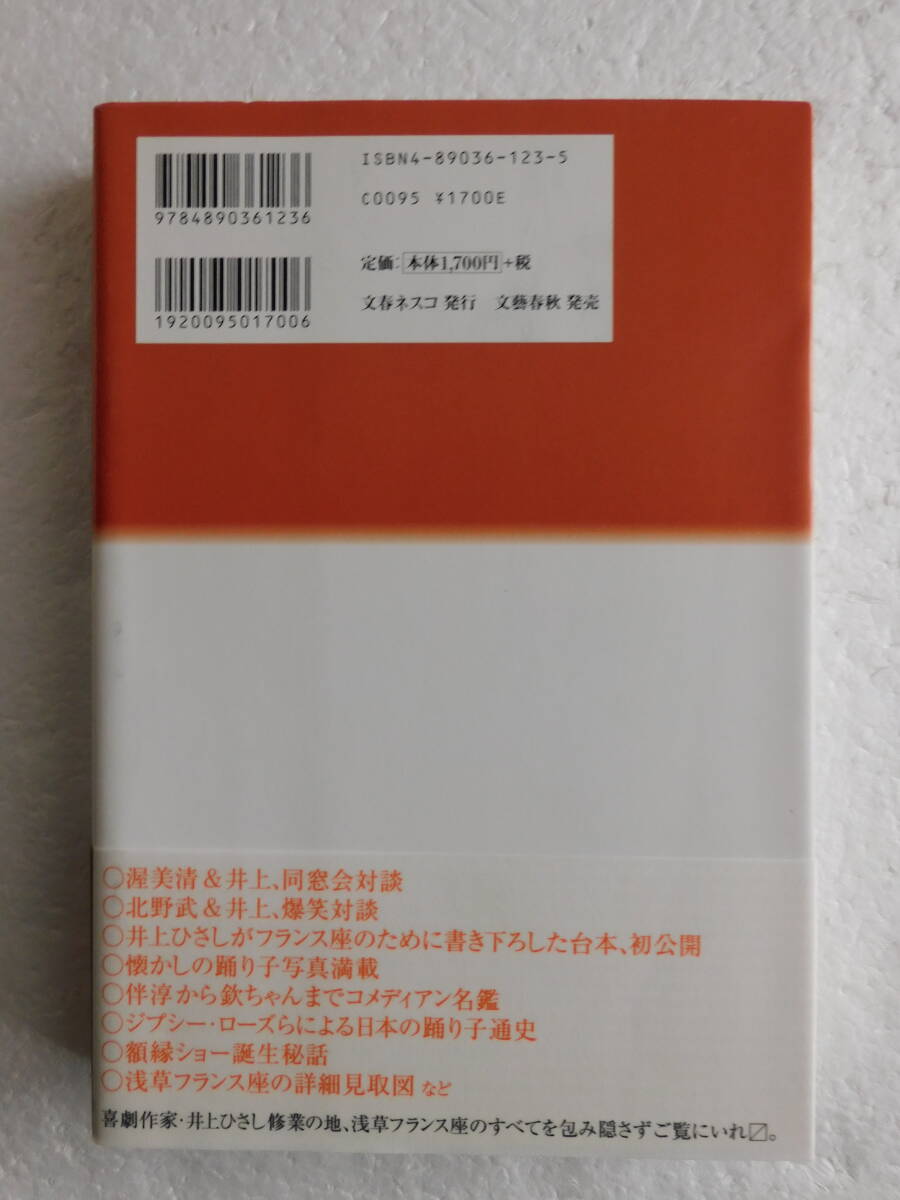 ISBN4-89036-123-5
C0095 ¥1700E
9784890361236
定価：本体1,700円+税
文春ネスコ 発行 文藝春秋 発売
1920095017006
○渥美清＆井上、同窓会対談
○北野武＆井上、爆笑対談
○井上ひさしがフランス座のために書き下ろした台本、初公開
○懐かしの踊り子写真満載
○伴淳から欽ちゃんまでコメディアン名鑑
○ジプシー・ローズらによる日本の踊り子通史
○額縁ショー誕生秘話
○浅草フランス座の詳細見取図 など
喜劇作家・井上ひさし修業の地、浅草フランス座のすべてを包み隠さずご覧にいれ〼。